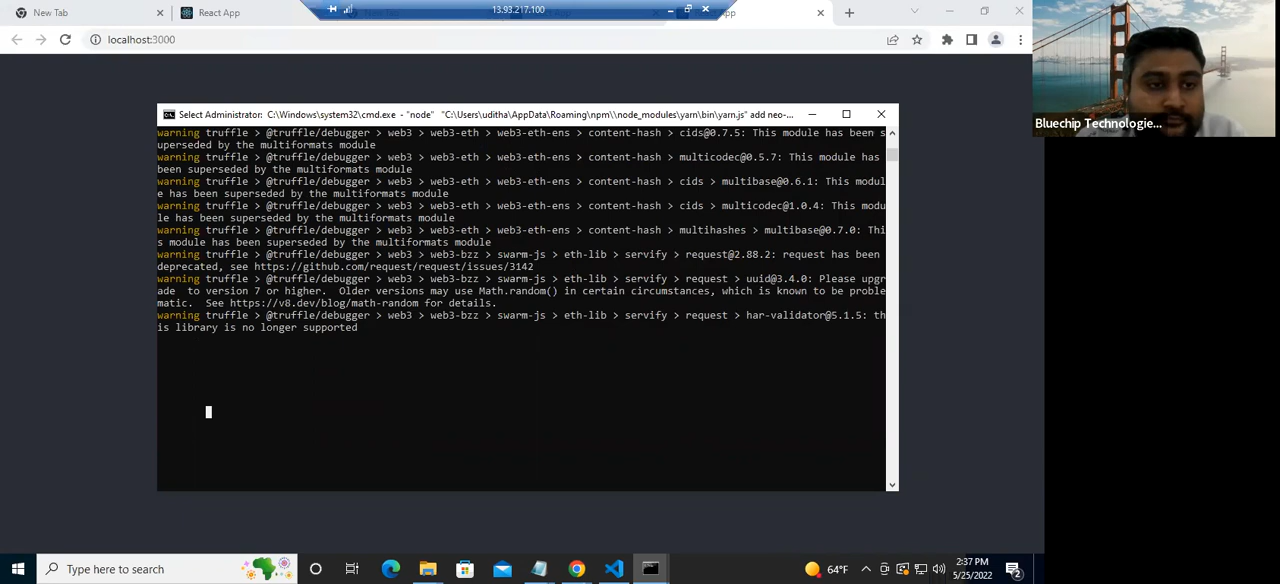 New Tab
React App
13.93.217.100
pp
localhost:3000
Select Administrator: C:\Windows\system32\cmd.exe - "node" "C:\Users\uditha\AppData\Roaming\npm\\node_modules\yarn\bin\yarn.js" add neo-...
warning truffle > @truffle/debugger > web3 > web3-eth > web3-eth-ens > content-hash > cids@0.7.5: This module has been s
uperseded by the multiformats module
warning truffle > @truffle/debugger > web3 > web3-eth > web3-eth-ens > content-hash > multicodec@0.5.7: This module has
been superseded by the multiformats module
warning truffle > @truffle/debugger > web3 > web3-eth > web3-eth-ens > content-hash > cids > multibase@0.6.1: This modul
e has been superseded by the multiformats module
warning truffle > @truffle/debugger > web3 > web3-eth > web3-eth-ens > content-hash > cids > multicodec@1.0.4: This modu
le has been superseded by the multiformats module
warning truffle > @truffle/debugger > web3 > web3-eth > web3-eth-ens > content-hash > multihashes > multibase@0.7.0: Thi
s module has been superseded by the multiformats module
warning truffle > @truffle/debugger > web3 > web3-bzz > swarm-js > eth-lib > servify > request@2.88.2: request has been
deprecated, see https://github.com/request/request/issues/3142
warning truffle > @truffle/debugger > web3 > web3-bzz > swarm-js > eth-lib > servify > request > uuid@3.4.0: Please upgr
ade  to version 7 or higher.  Older versions may use Math.random() in certain circumstances, which is known to be proble
matic.  See https://v8.dev/blog/math-random for details.
warning truffle > @truffle/debugger > web3 > web3-bzz > swarm-js > eth-lib > servify > request > har-validator@5.1.5: th
is library is no longer supported
Bluechip Technologie...
Type here to search
64°F
2:37 PM
5/25/2022
2